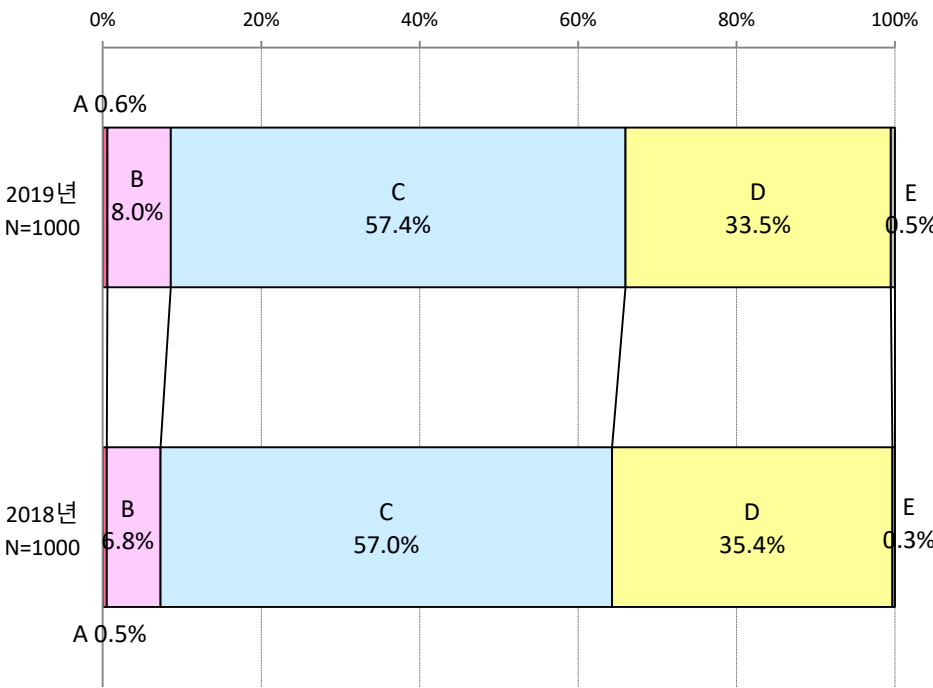 0% 20% 40% 60% 80% 100%
A 0.6%
2019년
N=1000
B
8.0%
C
57.4%
D
33.5%
E
0.5%
2018년
N=1000
B
6.8%
C
57.0%
D
35.4%
E
0.3%
A 0.5%